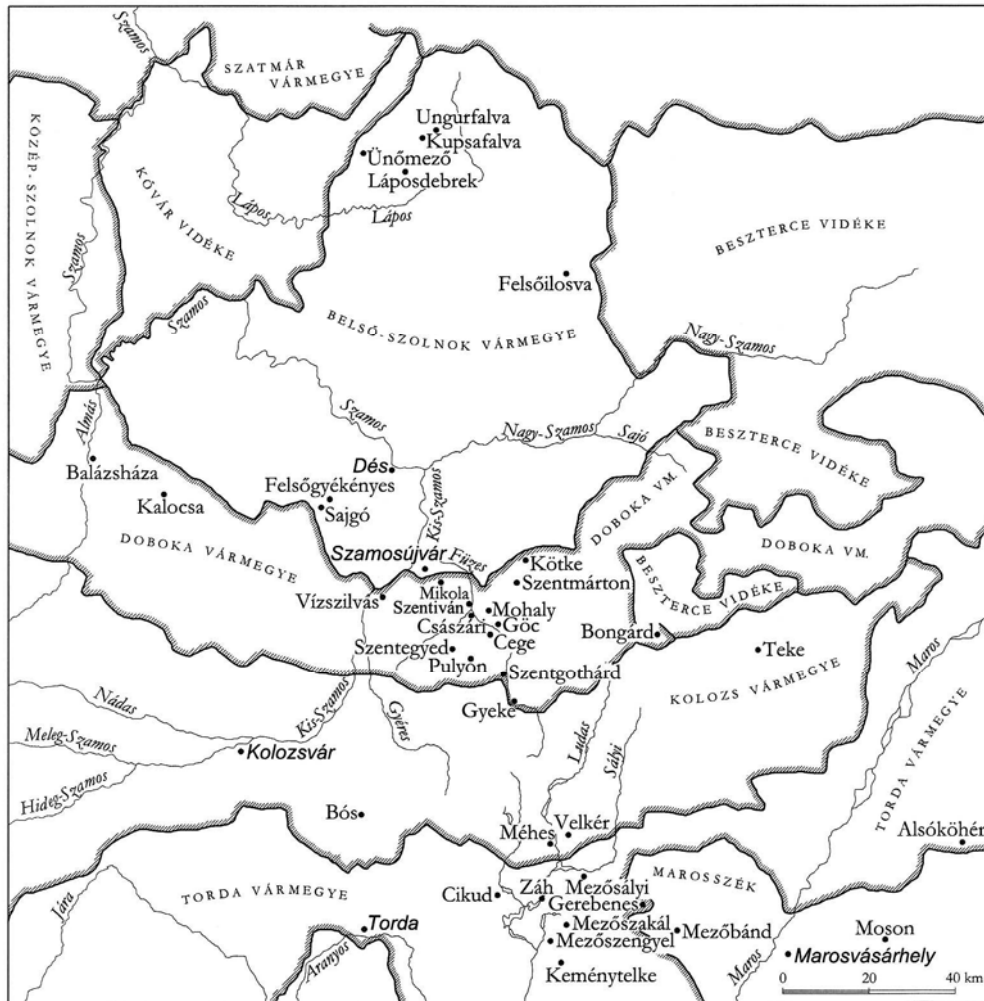 Szamos
SZATMÁR
VÁRMEGYE
KÖZÉP-SZOLNOK VÁRMEGYE
KŐVÁR VIDÉKE
Ungurfalva
Kupsafalva
Ünőmező
Láposdebrek
Lápos
Lápos
BESZTERCE VIDÉKE
Szamos
Felsőilosva
Szamos
BELSŐ-SZOLNOK VÁRMEGYE
Nagy-Szamos
Almás
Szamos
Nagy-Szamos
Sajó
BESZTERCE VIDÉKE
Balázsháza
Dés
Kis-Szamos
Felsőgyékényes
Kalocsa
Sajgó
DOBOKA VM.
DOBOKA VÁRMEGYE
Szamosújvár
Füzes
Kötke
DOBOKA VM.
BESZTERCE VIDÉKE
Szentmárton
Vízszilvás
Mikola
Szentiván
Mohaly
Császári
Göc
Cege
Bongárd
Szentegyed
Pulyon
Teke
Szentgothárd
KOLOZS VÁRMEGYE
Maros
Gyeke
Nádas
Kis-Szamos
Gyéres
Ludas
Sályi
Meleg-Szamos
Kolozsvár
Hideg-Szamos
TORDA VÁRMEGYE
Bós
Velkér
Méhes
Alsóköhér
Jára
TORDA VÁRMEGYE
Cikud
Záh
Mezősályi
MAROSSZÉK
Gerebenes
Torda
Mezőszakál
Mezőbánd
Moson
Aranyos
Mezőszengyel
Maros
Marosvásárhely
Keménytelke
0 20 40 km